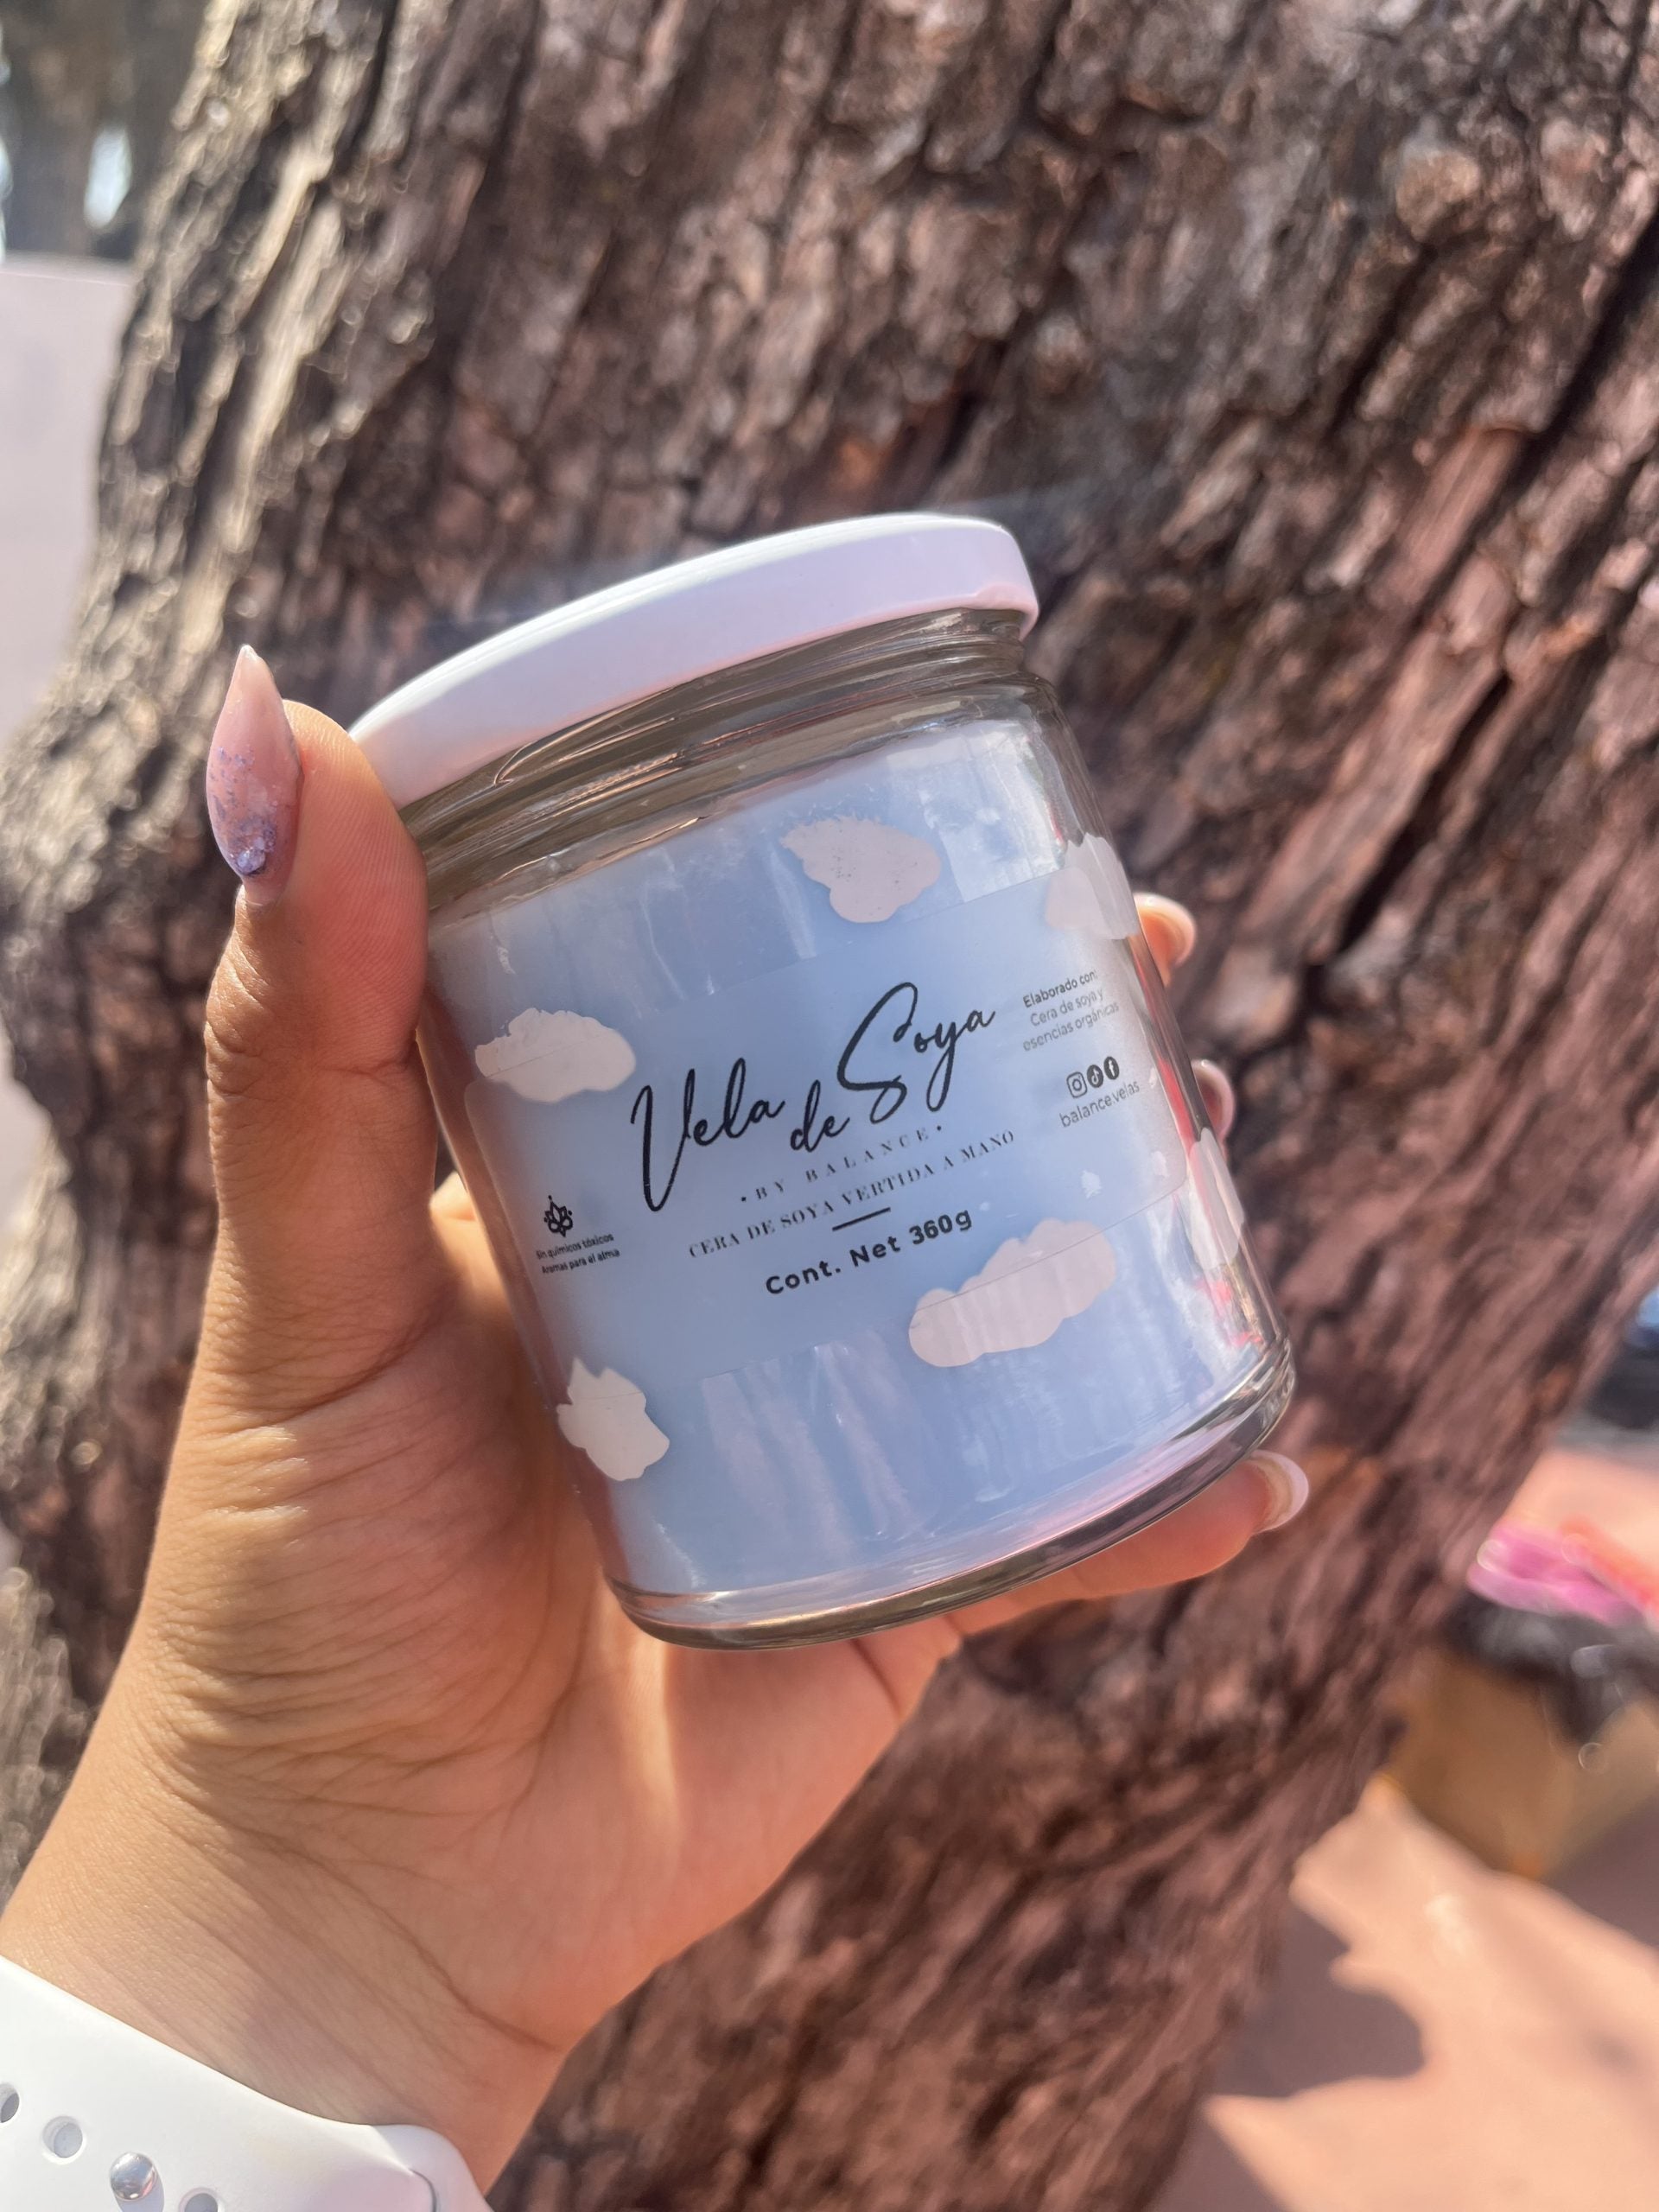 Vela de Soya
• BY BALANCE •
CERA DE SOYA VERTIDA A MANO
Cont. Net 360g
Sin químicos tóxicos
Aromas para el alma
Elaborado con:
Cera de soya y
esencias orgánicas
balance.velas